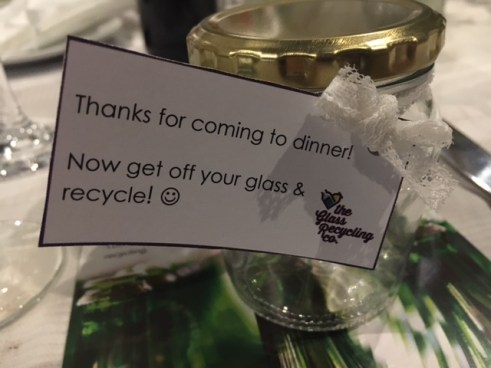 Thanks for coming to dinner!
Now get off your glass &
recycle! ☺
the
Glass
Recycling
Co.